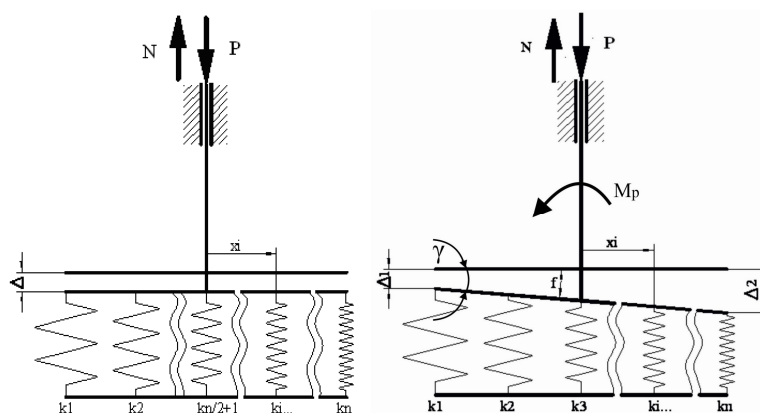 N
P
xi
Δ
k1
k2
kn/2+1
ki...
kn
N
P
Mp
xi
γ
Δ1
f
Δ2
k1
k2
k3
ki...
kn